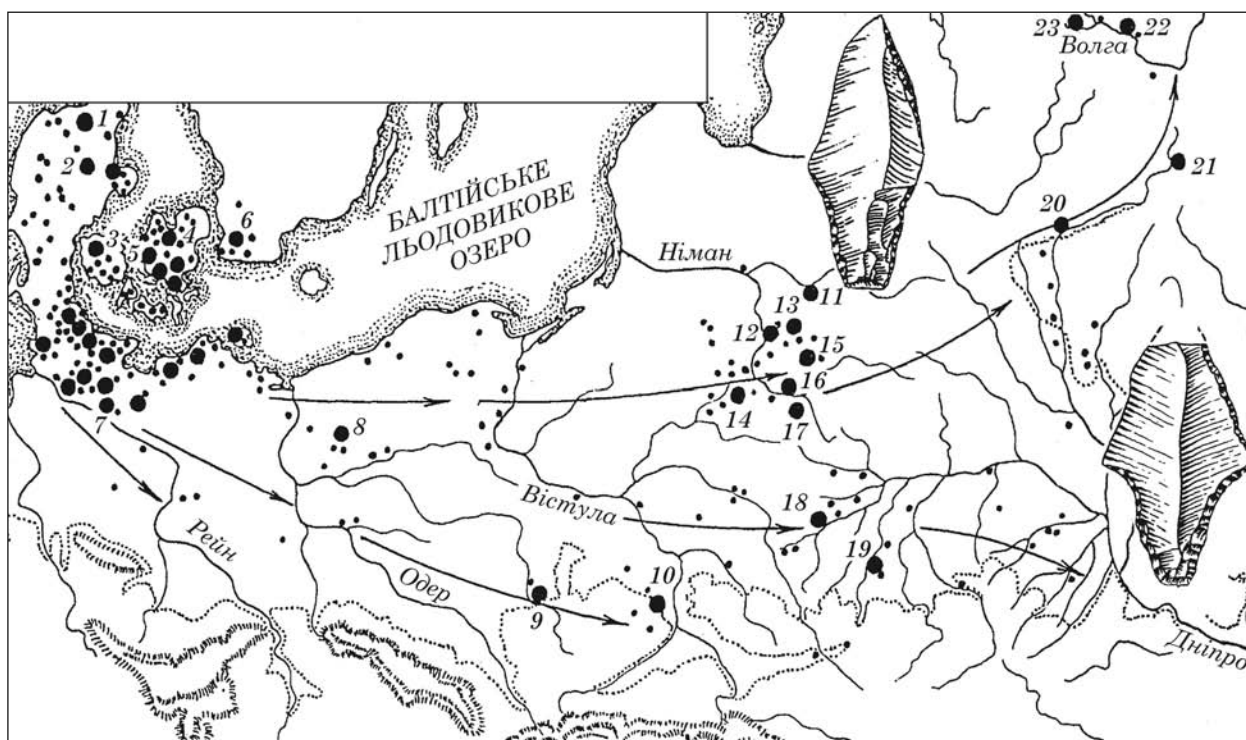 23
22
Волга
1
2
21
6
20
3
4
5
БАЛТІЙСЬКЕ
ЛЬОДОВИКОВЕ
ОЗЕРО
Німан
11
13
12
15
16
14
17
7
8
Вістула
18
Рейн
19
Одер
10
9
Дніпро